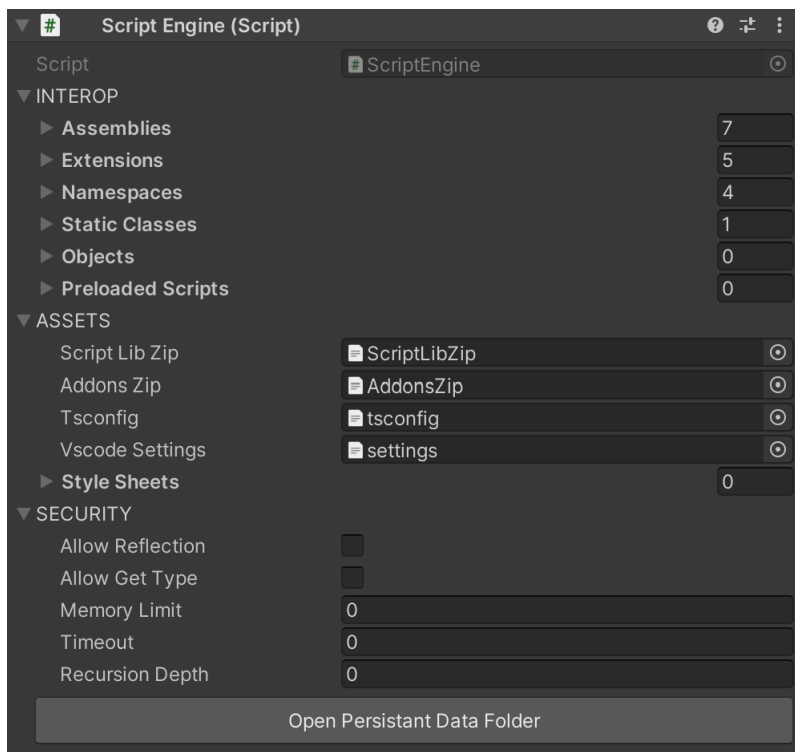 Script Engine (Script)
Script ScriptEngine
INTEROP
Assemblies 7
Extensions 5
Namespaces 4
Static Classes 1
Objects 0
Preloaded Scripts 0
ASSETS
Script Lib Zip ScriptLibZip
Addons Zip AddonsZip
Tsconfig tsconfig
Vscode Settings settings
Style Sheets 0
SECURITY
Allow Reflection
Allow Get Type
Memory Limit 0
Timeout 0
Recursion Depth 0
Open Persistant Data Folder